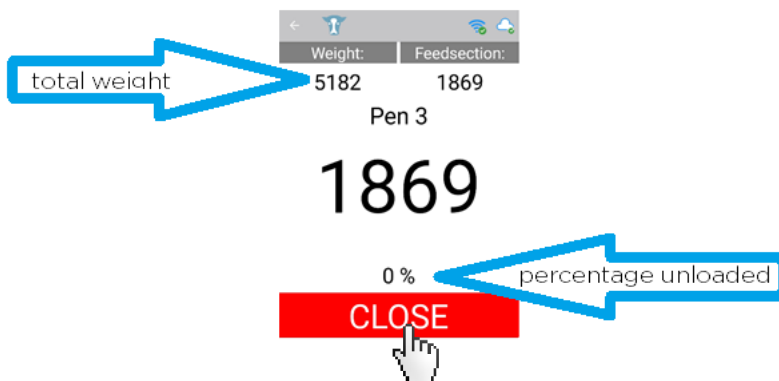 Weight: Feedsection:
total weight 5182 1869
Pen 3
1869
0 % percentage unloaded
CLOSE